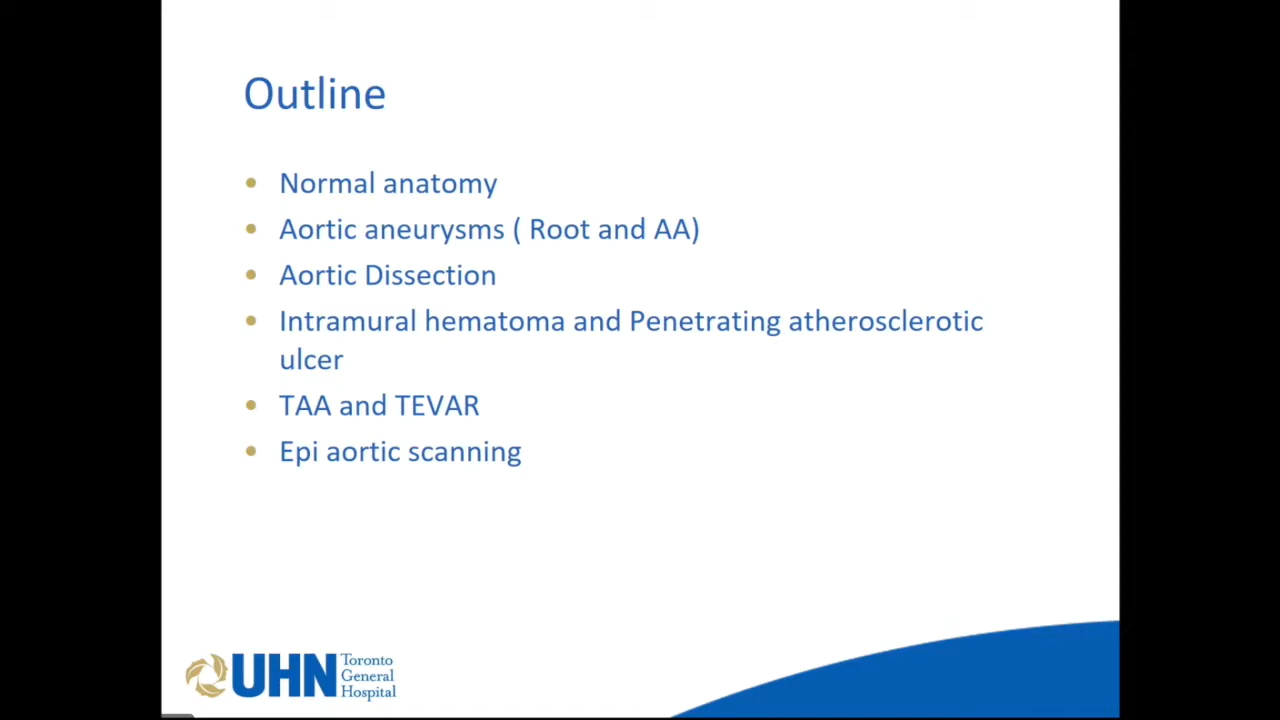 Outline
• Normal anatomy
• Aortic aneurysms ( Root and AA)
• Aortic Dissection
• Intramural hematoma and Penetrating atherosclerotic
ulcer
• TAA and TEVAR
• Epi aortic scanning
UHN
Toronto
General
Hospital